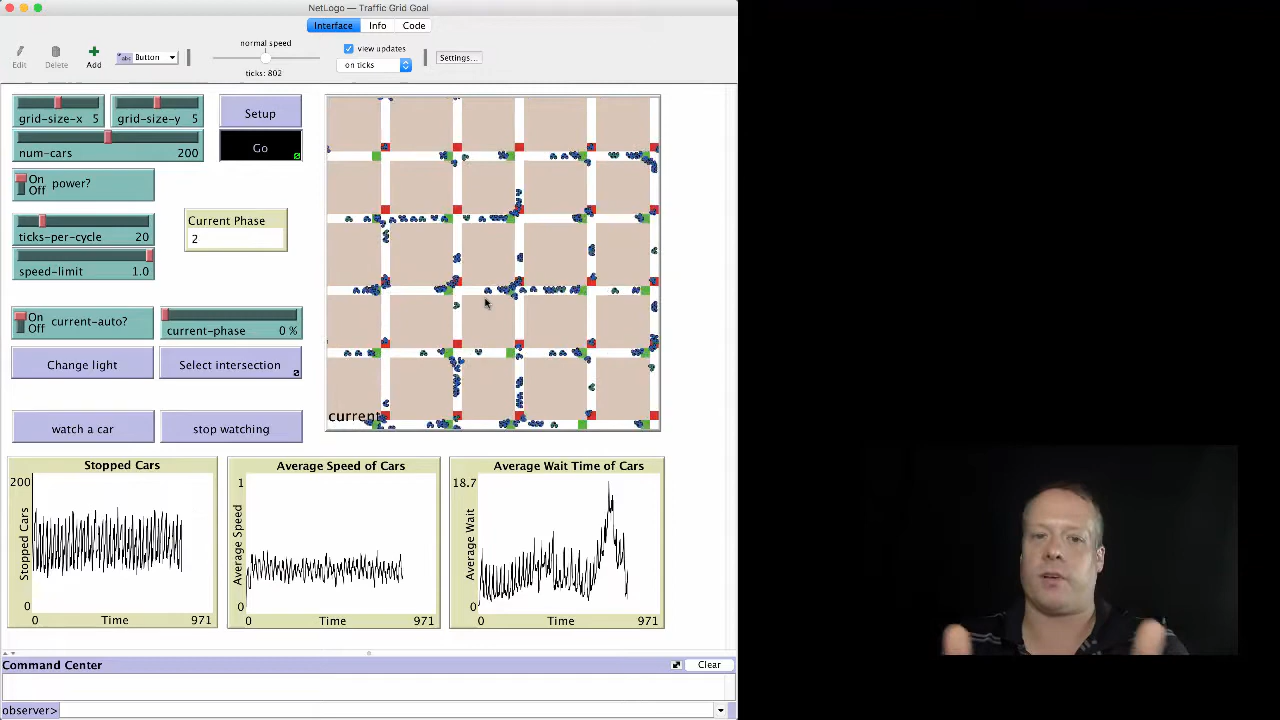 NetLogo — Traffic Grid Goal
Interface Info Code
normal speed
view updates
Edit Delete Add abc Button on ticks Settings...
ticks: 802
grid-size-x 5 grid-size-y 5 Setup
num-cars 200 Go
On
Off power?
Current Phase
2
ticks-per-cycle 20
speed-limit 1.0
On
Off current-auto? current-phase 0 %
Change light Select intersection
current
watch a car stop watching
Stopped Cars
200
Stopped Cars
0
0 Time 971
Average Speed of Cars
1
Average Speed
0
0 Time 971
Average Wait Time of Cars
18.7
Average Wait
0
0 Time 971
Command Center Clear
observer>